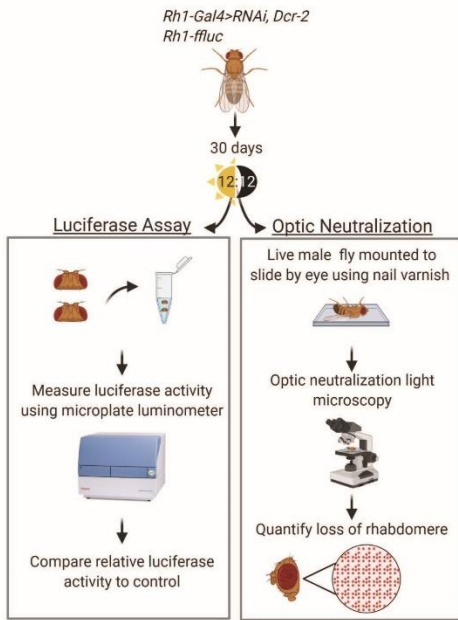 Rh1-Gal4>RNAi, Dcr-2
Rh1-ffluc
30 days
12:12
Luciferase Assay
Measure luciferase activity
using microplate luminometer
Compare relative luciferase
activity to control
Optic Neutralization
Live male fly mounted to
slide by eye using nail varnish
Optic neutralization light
microscopy
Quantify loss of rhabdomere